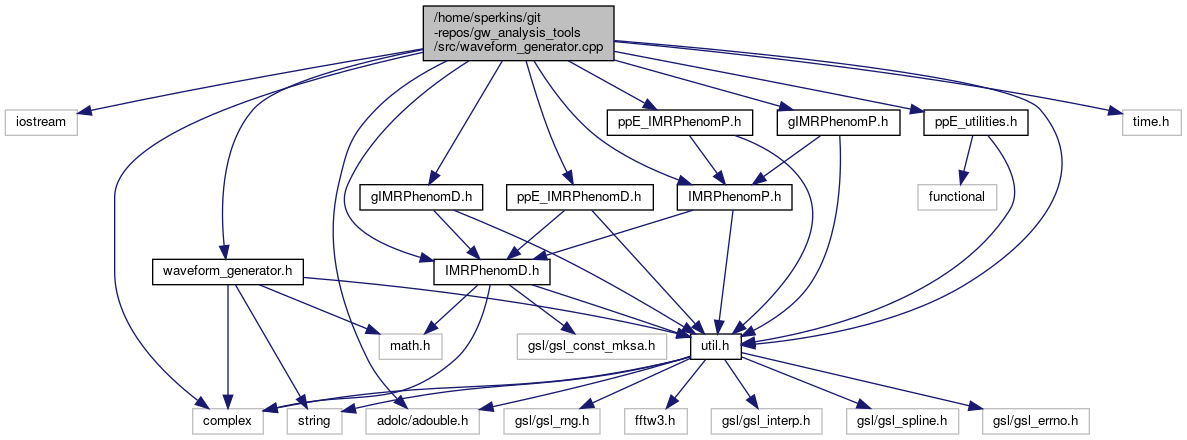 /home/sperkins/git
-repos/gw_analysis_tools
/src/waveform_generator.cpp
iostream
ppE_IMRPhenomP.h
gIMRPhenomP.h
ppE_utilities.h
time.h
gIMRPhenomD.h
ppE_IMRPhenomD.h
IMRPhenomP.h
functional
waveform_generator.h
IMRPhenomD.h
math.h
gsl/gsl_const_mksa.h
util.h
complex
string
adolc/adouble.h
gsl/gsl_rng.h
fftw3.h
gsl/gsl_interp.h
gsl/gsl_spline.h
gsl/gsl_errno.h